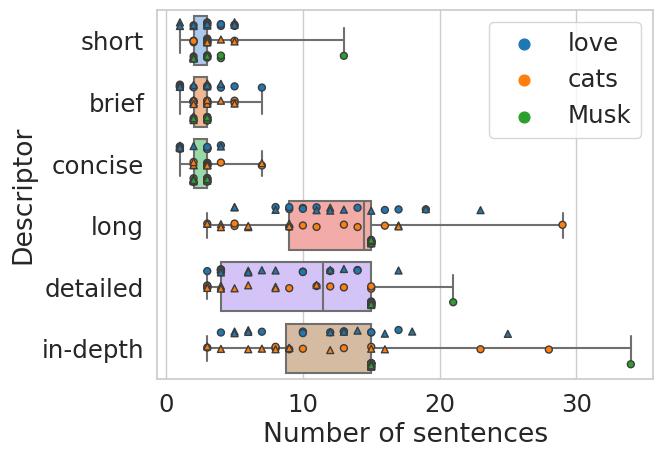 short
brief
concise
long
detailed
in-depth
Descriptor
love
cats
Musk
0 10 20 30
Number of sentences